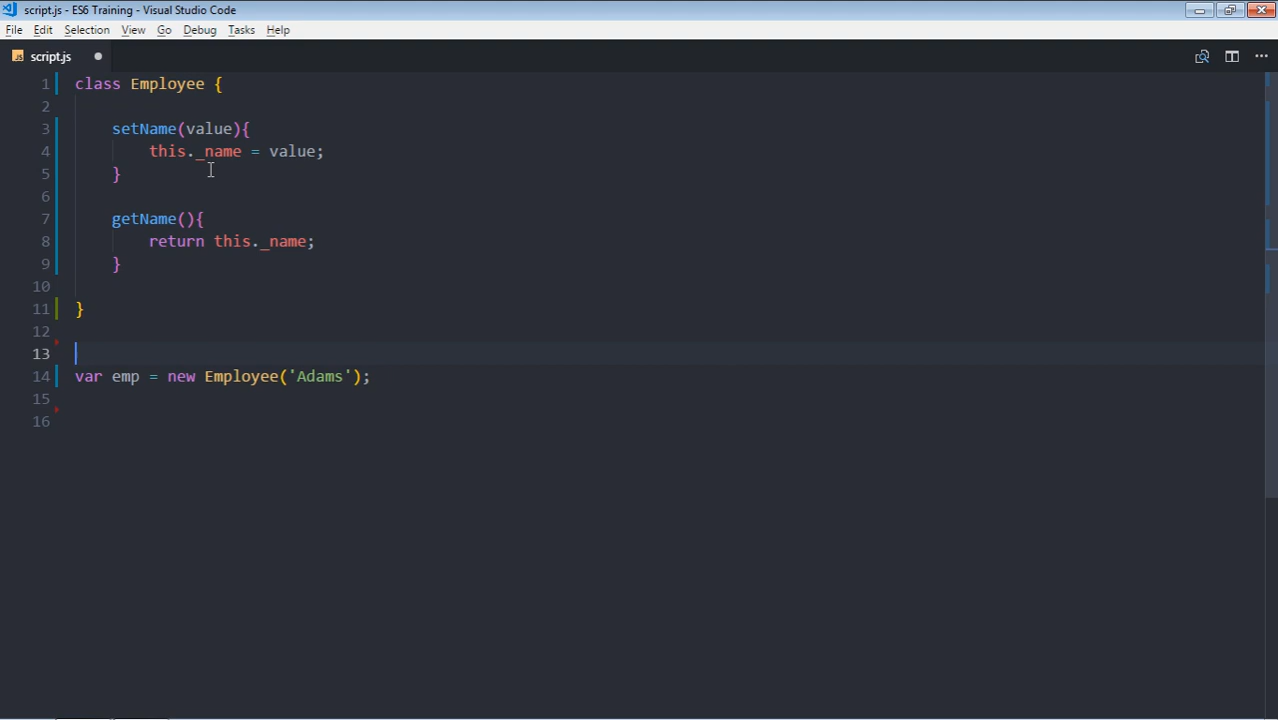 script.js - ES6 Training - Visual Studio Code
File Edit Selection View Go Debug Tasks Help
JS script.js
1 class Employee {
2
3 setName(value){
4 this._name = value;
5 }
6
7 getName(){
8 return this._name;
9 }
10
11 }
12
13
14 var emp = new Employee('Adams');
15
16